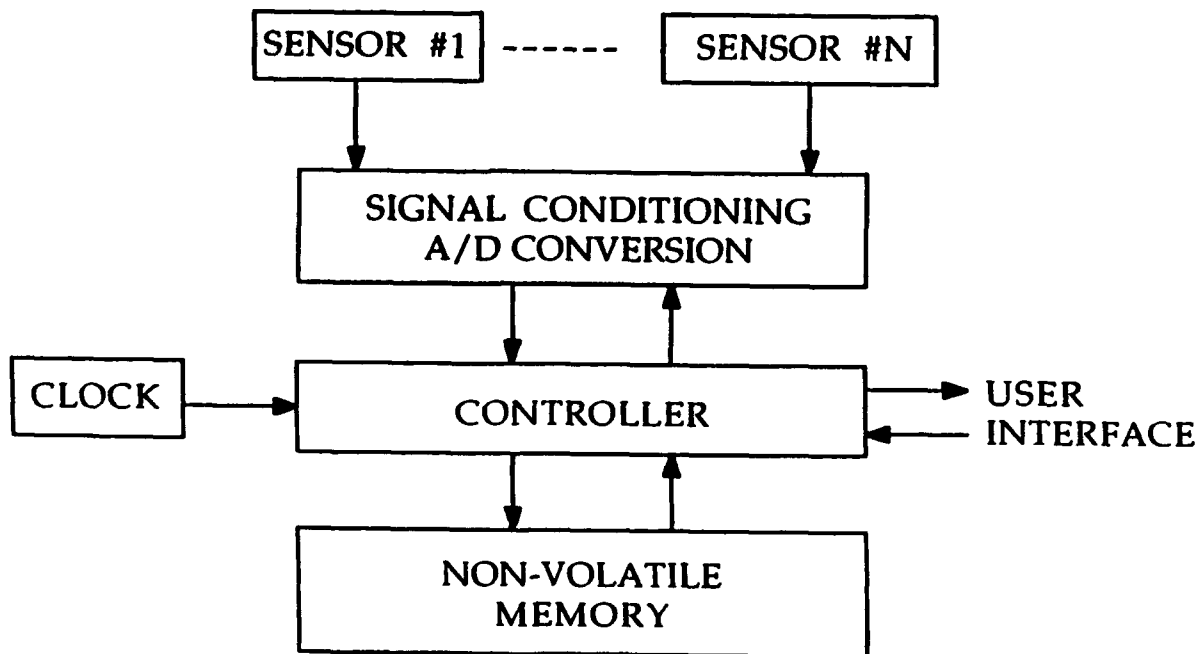 SENSOR #1
SENSOR #N
SIGNAL CONDITIONING
A/D CONVERSION
CLOCK
CONTROLLER
USER
INTERFACE
NON-VOLATILE
MEMORY